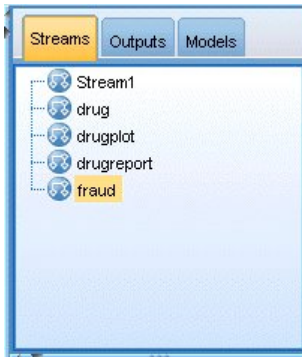 Streams Outputs Models
Stream1
drug
drugplot
drugreport
fraud